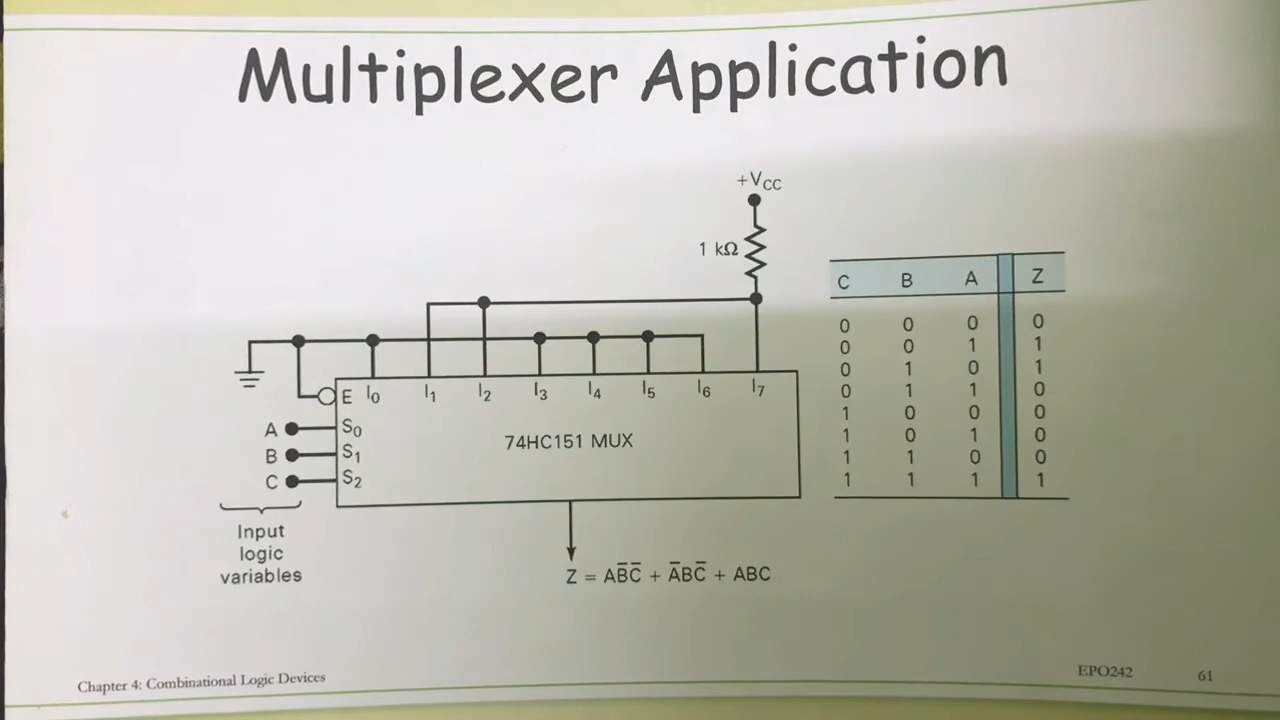 Multiplexer Application
+VCC
1 kΩ
E I0 I1 I2 I3 I4 I5 I6 I7
A S0
B S1
C S2
74HC151 MUX
Input
logic
variables
Z = AB̅C̅ + A̅BC̅ + ABC
C B A Z
0 0 0 0
0 0 1 1
0 1 0 1
0 1 1 0
1 0 0 0
1 0 1 0
1 1 0 0
1 1 1 1
Chapter 4: Combinational Logic Devices
EPO242 61